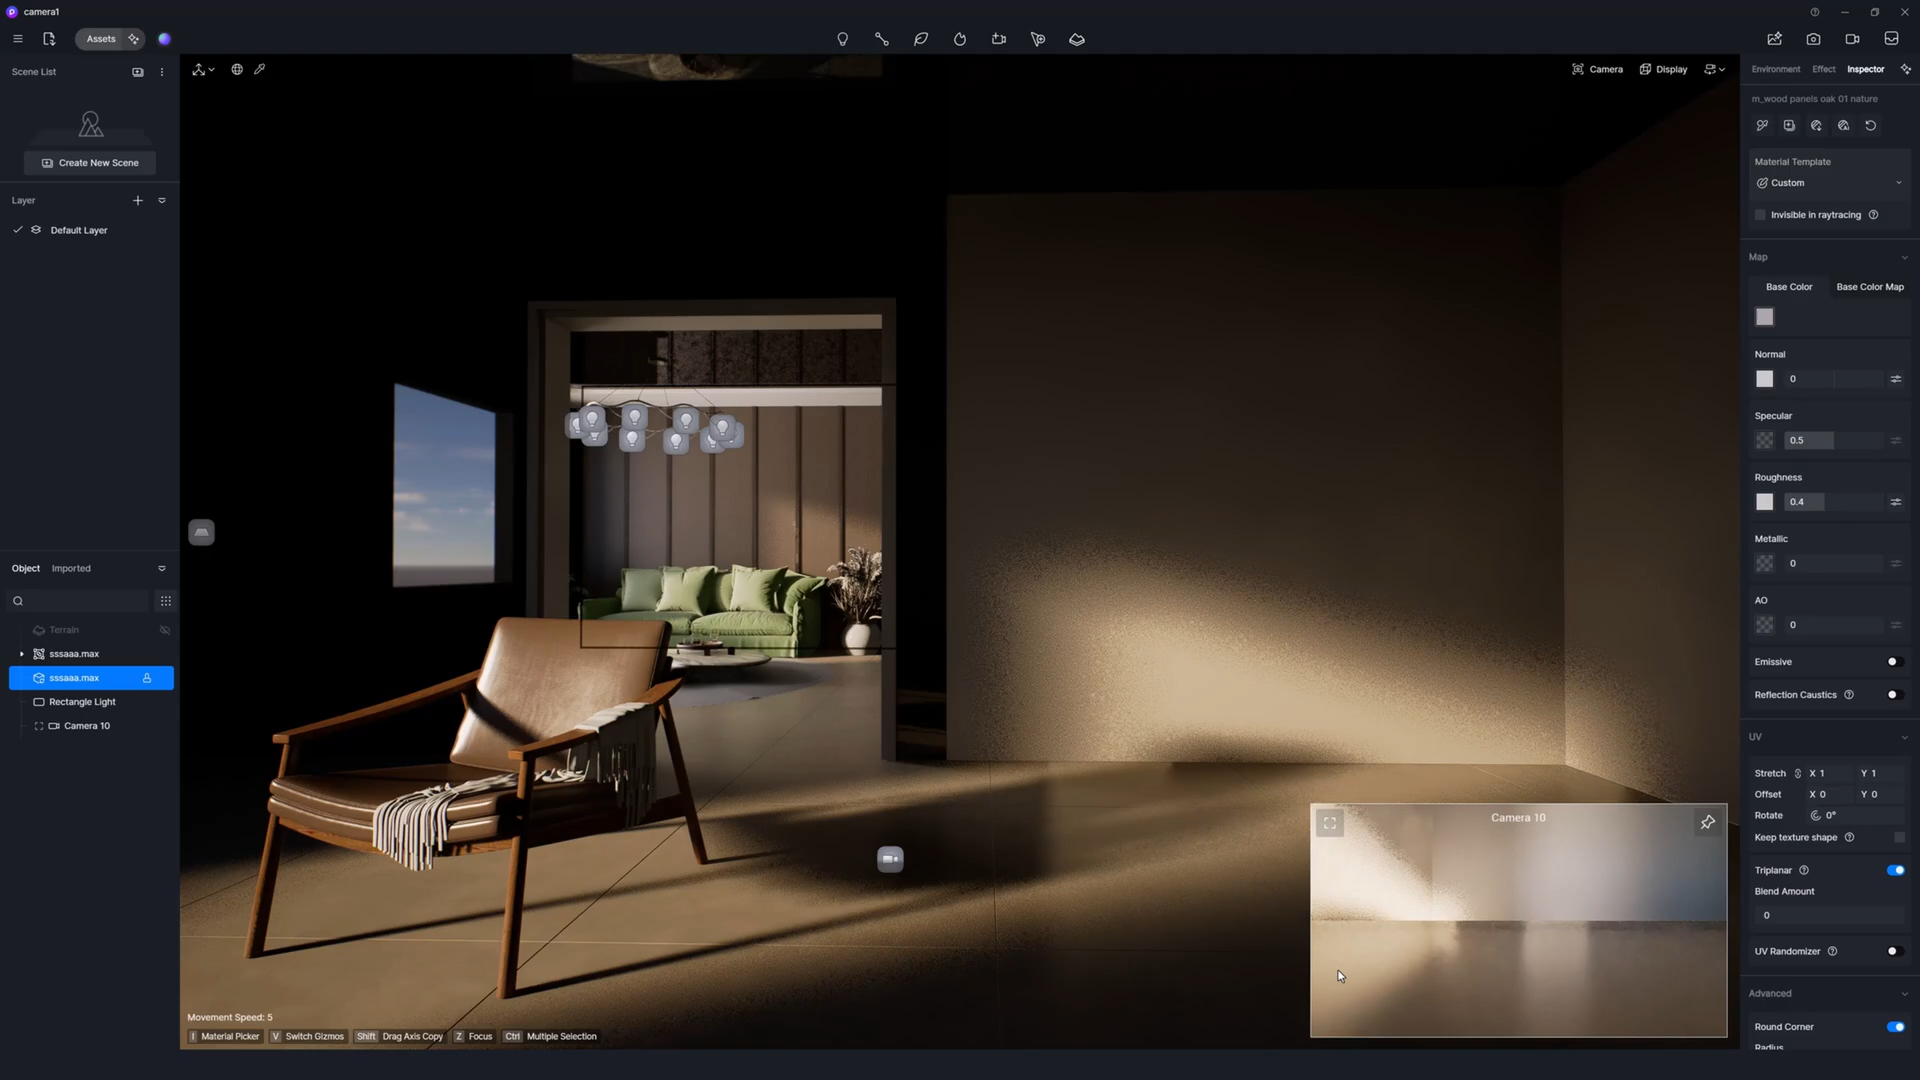 camera1
Assets
Scene List
Create New Scene
Layer
Default Layer
Object Imported
Terrain
sssaaa.max
sssaaa.max
Rectangle Light
Camera 10
Camera Display
Camera 10
Movement Speed: 5
I Material Picker V Switch Gizmos Shift Drag Axis Copy Z Focus Ctrl Multiple Selection
Environment Effect Inspector
m_wood panels oak 01 nature
Material Template
Custom
Invisible in raytracing
Map
Base Color Base Color Map
Normal
0
Specular
0.5
Roughness
0.4
Metallic
0
AO
0
Emissive
Reflection Caustics
UV
Stretch X 1 Y 1
Offset X 0 Y 0
Rotate 0°
Keep texture shape
Triplanar
Blend Amount
0
UV Randomizer
Advanced
Round Corner
Radius